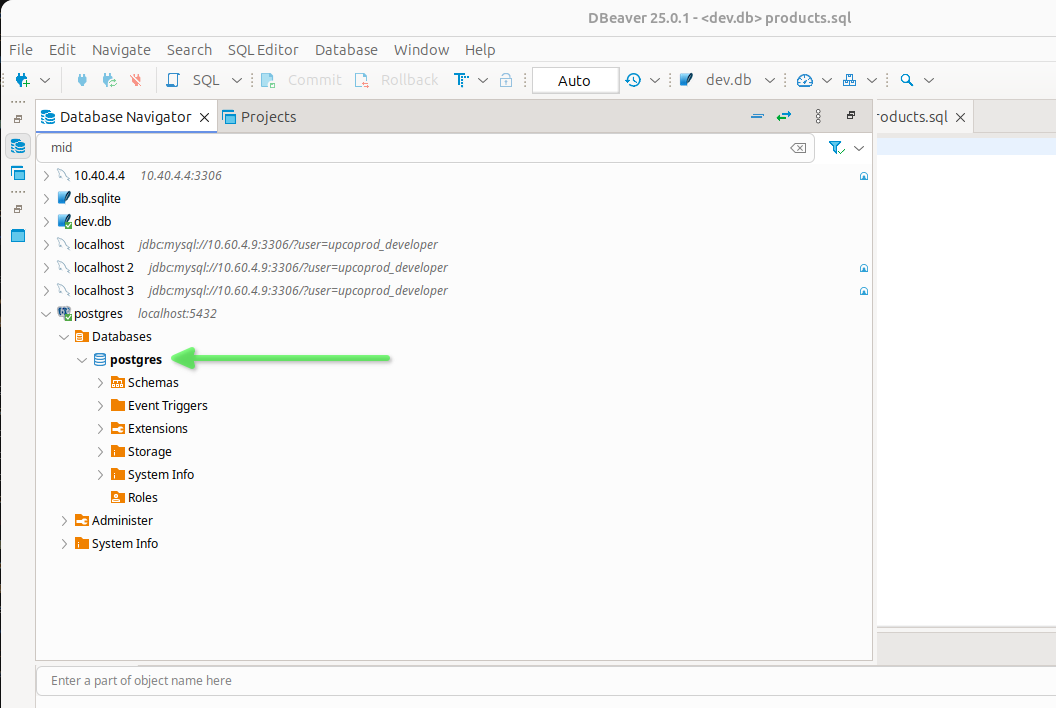 DBeaver 25.0.1 - <dev.db> products.sql
File Edit Navigate Search SQL Editor Database Window Help
SQL Commit Rollback Auto dev.db
Database Navigator Projects roducts.sql
mid
10.40.4.4 10.40.4.4:3306
db.sqlite
dev.db
localhost jdbc:mysql://10.60.4.9:3306/?user=upcoprod_developer
localhost 2 jdbc:mysql://10.60.4.9:3306/?user=upcoprod_developer
localhost 3 jdbc:mysql://10.60.4.9:3306/?user=upcoprod_developer
postgres localhost:5432
Databases
postgres
Schemas
Event Triggers
Extensions
Storage
System Info
Roles
Administer
System Info
Enter a part of object name here